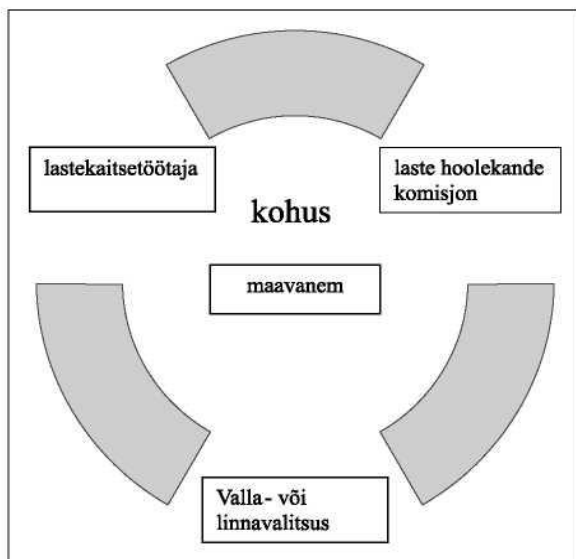 lastekaitsetöötaja
laste hoolekande
komisjon
kohus
maavanem
Valla- või
linnavalitsus